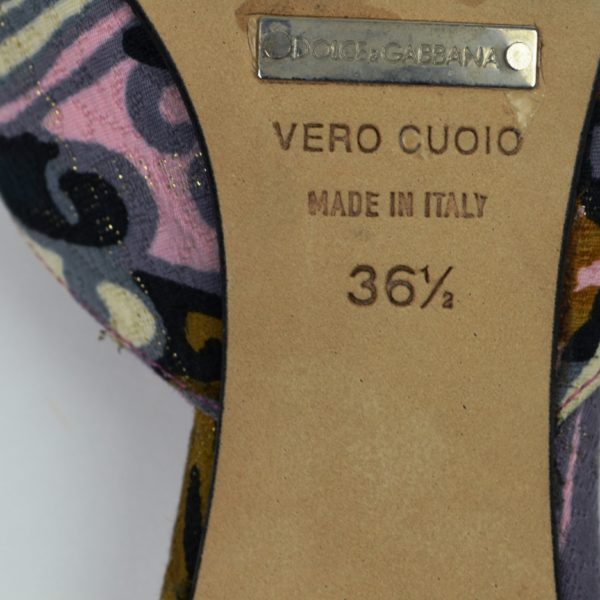 DOLCE & GABBANA
VERO CUOIO
MADE IN ITALY
36½